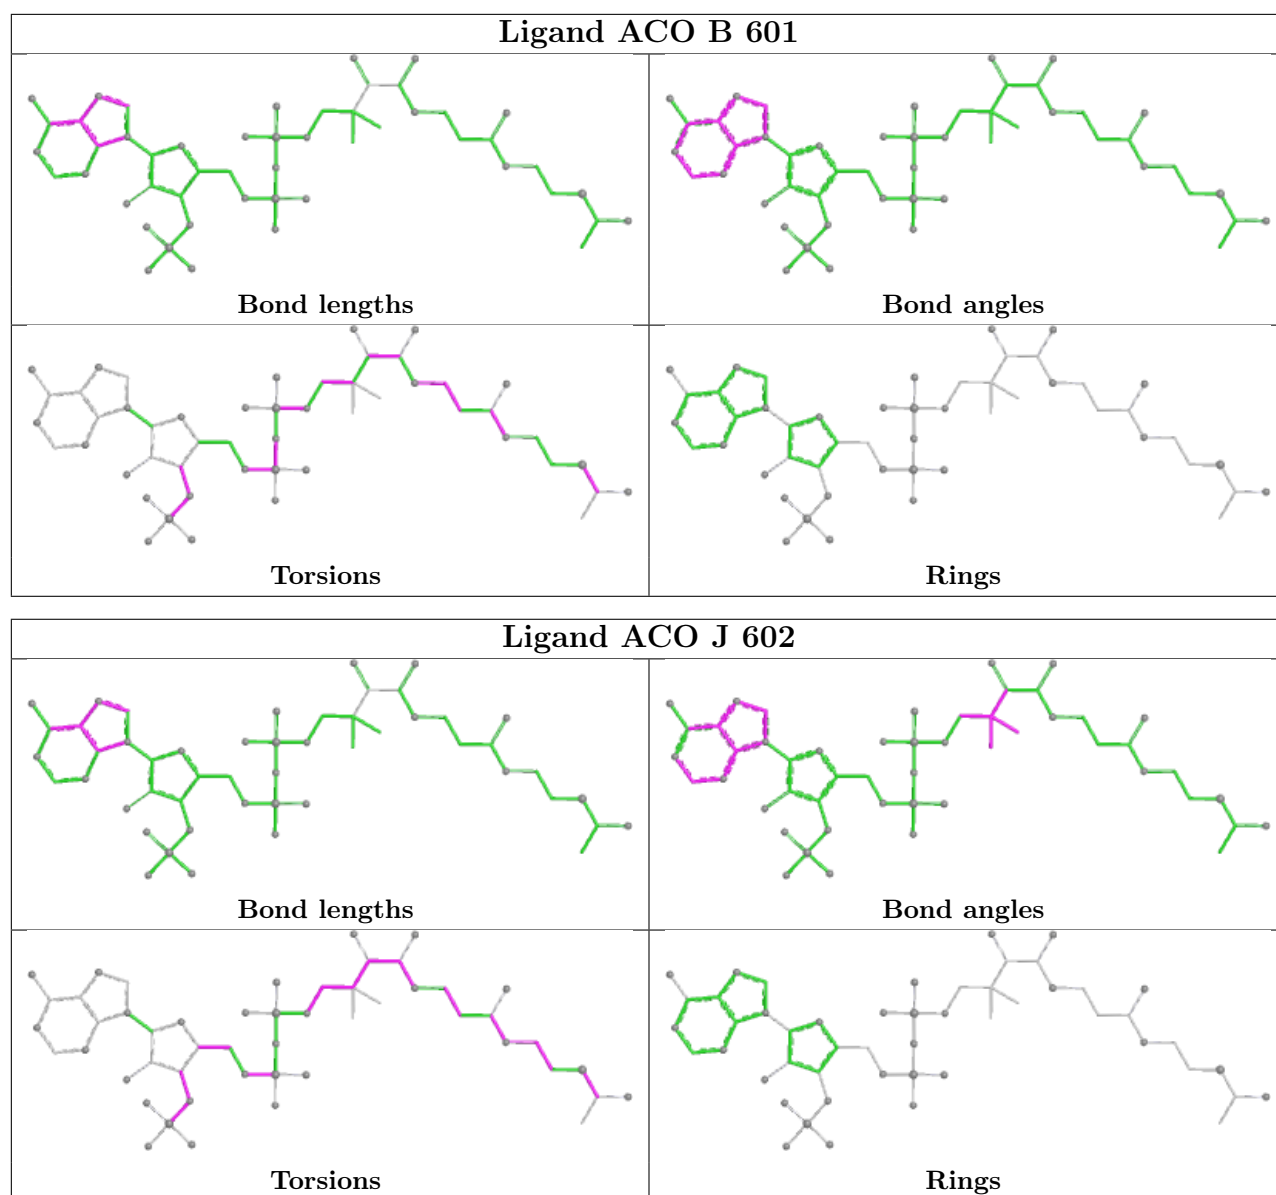 Ligand ACO B 601
Bond lengths
Bond angles
Torsions
Rings
Ligand ACO J 602
Bond lengths
Bond angles
Torsions
Rings